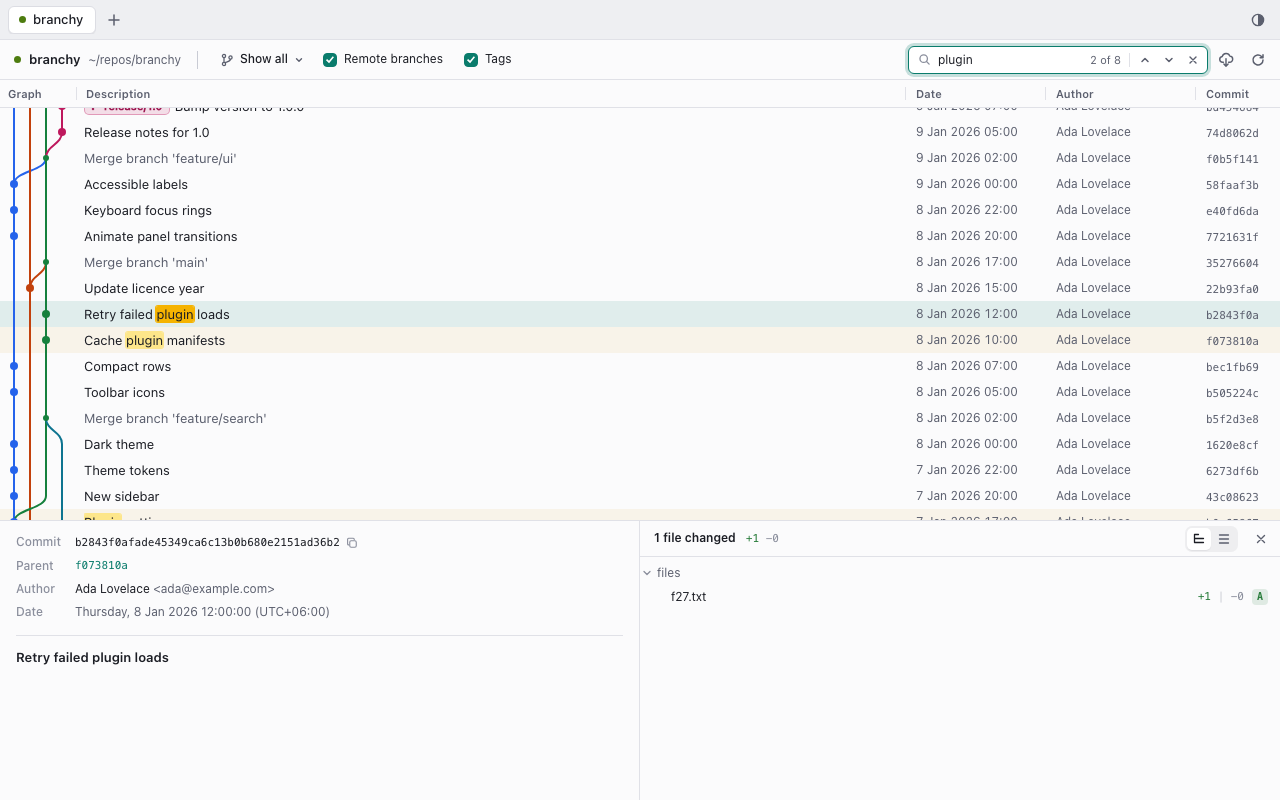 branchy
branchy ~/repos/branchy Show all Remote branches Tags plugin 2 of 8
Graph Description Date Author Commit
release/1.0 Bump version to 1.0.0 Ada Lovelace
Release notes for 1.0 9 Jan 2026 05:00 Ada Lovelace 74d8062d
Merge branch 'feature/ui' 9 Jan 2026 02:00 Ada Lovelace f0b5f141
Accessible labels 9 Jan 2026 00:00 Ada Lovelace 58faaf3b
Keyboard focus rings 8 Jan 2026 22:00 Ada Lovelace e40fd6da
Animate panel transitions 8 Jan 2026 20:00 Ada Lovelace 7721631f
Merge branch 'main' 8 Jan 2026 17:00 Ada Lovelace 35276604
Update licence year 8 Jan 2026 15:00 Ada Lovelace 22b93fa0
Retry failed plugin loads 8 Jan 2026 12:00 Ada Lovelace b2843f0a
Cache plugin manifests 8 Jan 2026 10:00 Ada Lovelace f073810a
Compact rows 8 Jan 2026 07:00 Ada Lovelace bec1fb69
Toolbar icons 8 Jan 2026 05:00 Ada Lovelace b505224c
Merge branch 'feature/search' 8 Jan 2026 02:00 Ada Lovelace b5f2d3e8
Dark theme 8 Jan 2026 00:00 Ada Lovelace 1620e8cf
Theme tokens 7 Jan 2026 22:00 Ada Lovelace 6273df6b
New sidebar 7 Jan 2026 20:00 Ada Lovelace 43c08623
Commit b2843f0afade45349ca6c13b0b680e2151ad36b2
Parent f073810a
Author Ada Lovelace <ada@example.com>
Date Thursday, 8 Jan 2026 12:00:00 (UTC+06:00)
Retry failed plugin loads
1 file changed +1 −0
files
f27.txt +1 | −0 A